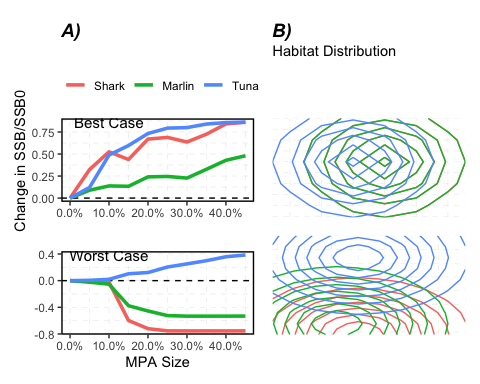 A)
B)
Habitat Distribution
Shark Marlin Tuna
Change in SSB/SSB0
Best Case
0.75
0.50
0.25
0.00
0.0% 10.0% 20.0% 30.0% 40.0%
Worst Case
0.4
0.0
-0.4
-0.8
0.0% 10.0% 20.0% 30.0% 40.0%
MPA Size